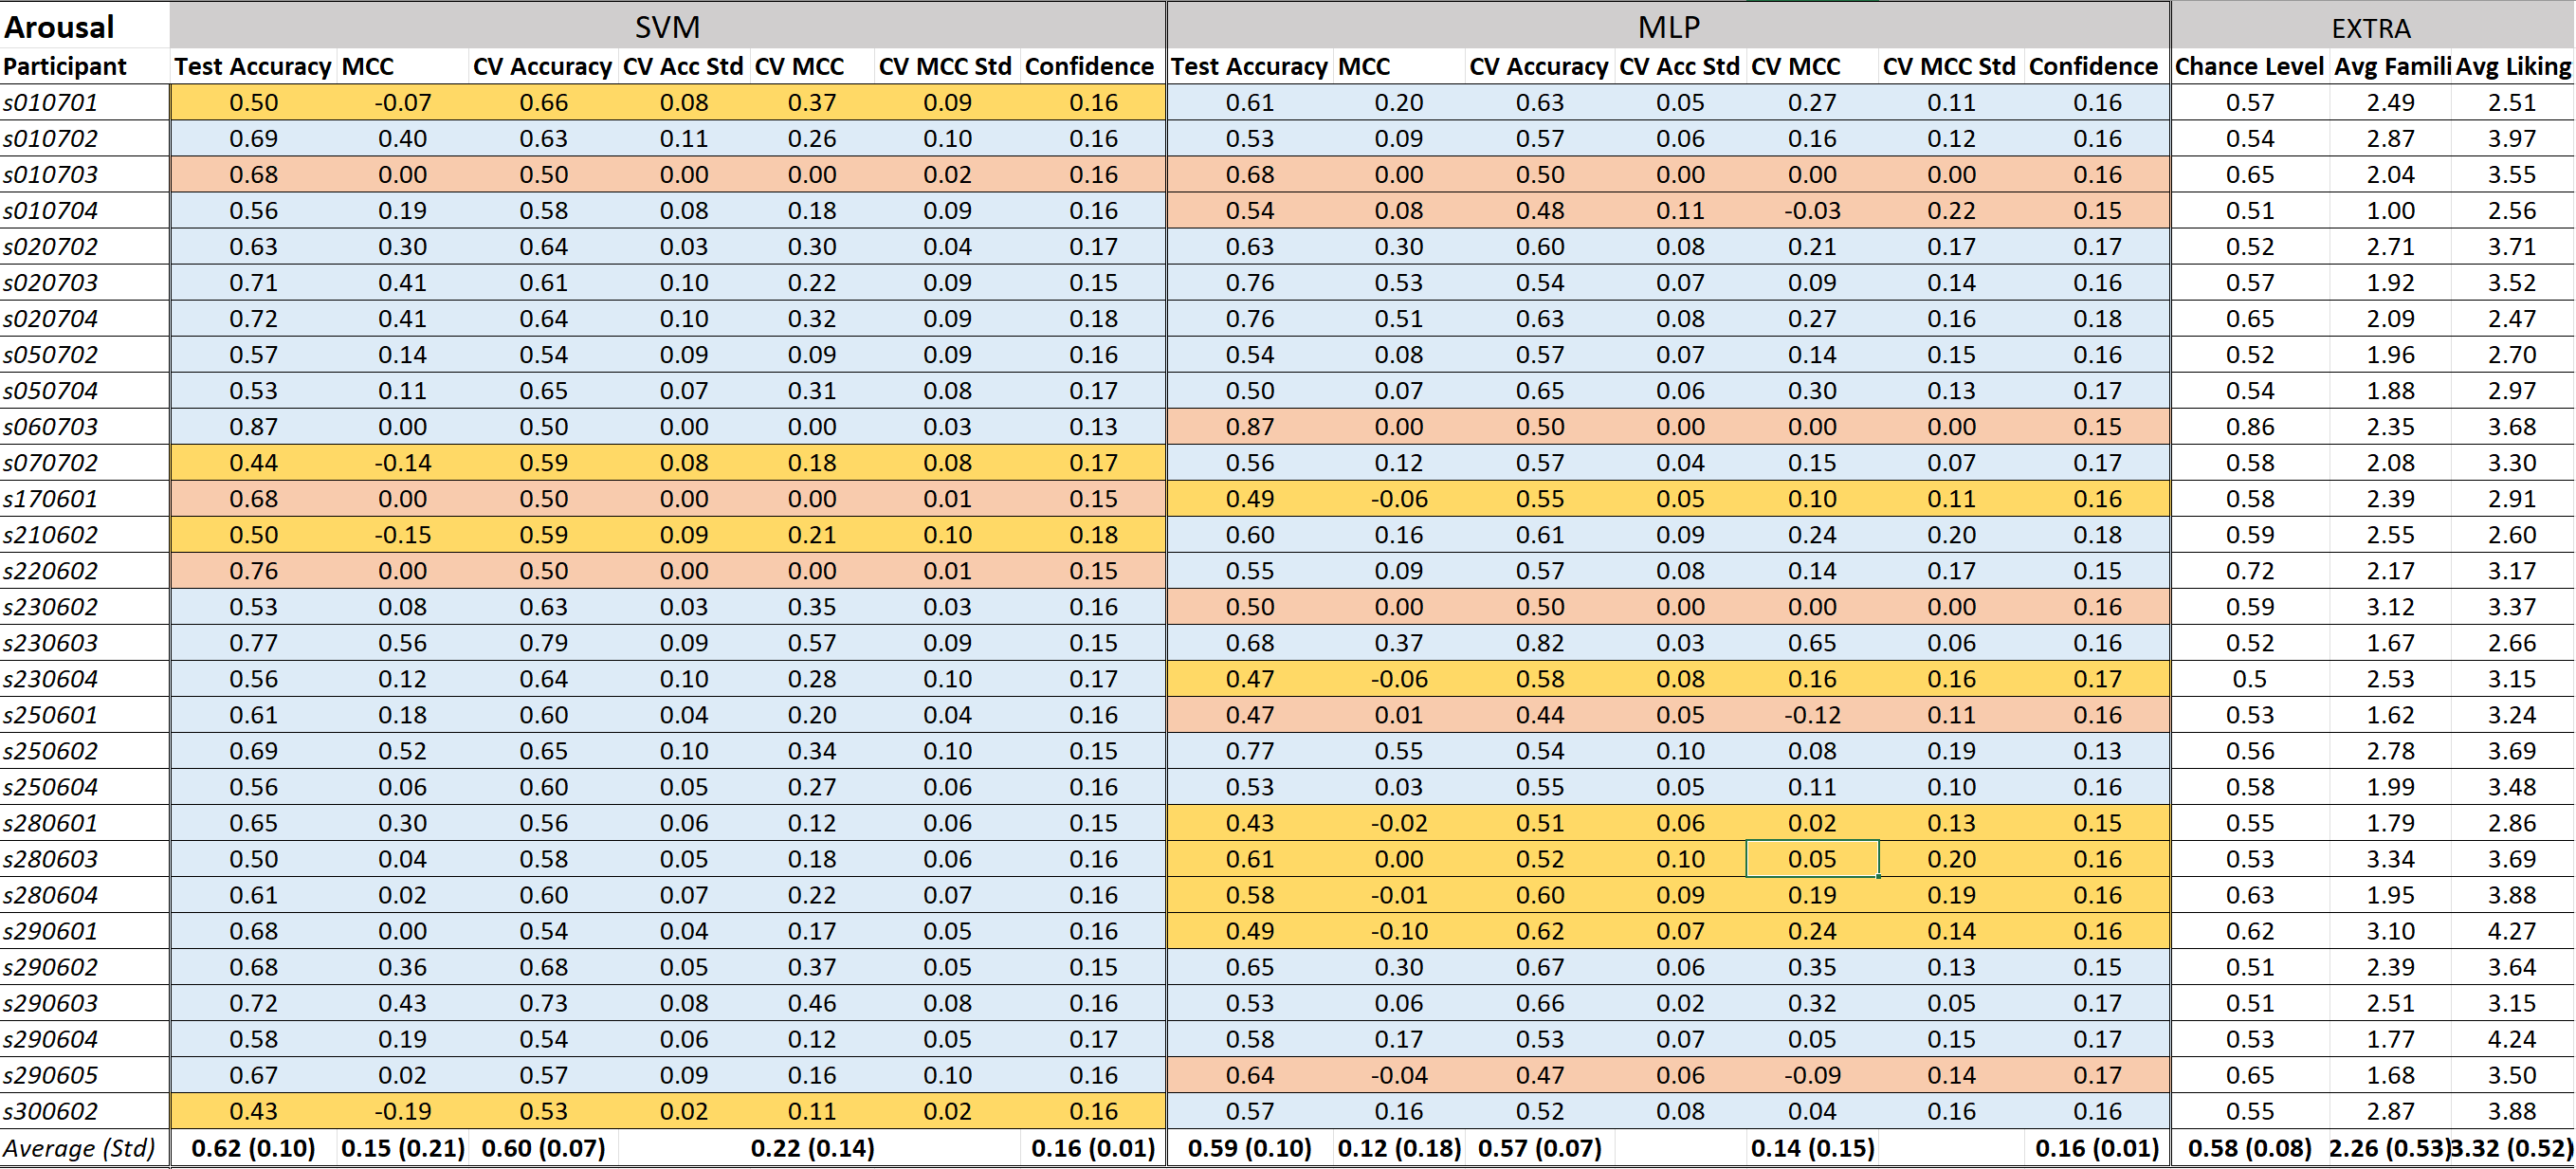 Arousal SVM MLP EXTRA
Participant Test Accuracy MCC CV Accuracy CV Acc Std CV MCC CV MCC Std Confidence Test Accuracy MCC CV Accuracy CV Acc Std CV MCC CV MCC Std Confidence Chance Level Avg Famili Avg Liking
s010701 0.50 -0.07 0.66 0.08 0.37 0.09 0.16 0.61 0.20 0.63 0.05 0.27 0.11 0.16 0.57 2.49 2.51
s010702 0.69 0.40 0.63 0.11 0.26 0.10 0.16 0.53 0.09 0.57 0.06 0.16 0.12 0.16 0.54 2.87 3.97
s010703 0.68 0.00 0.50 0.00 0.00 0.02 0.16 0.68 0.00 0.50 0.00 0.00 0.00 0.16 0.65 2.04 3.55
s010704 0.56 0.19 0.58 0.08 0.18 0.09 0.16 0.54 0.08 0.48 0.11 -0.03 0.22 0.15 0.51 1.00 2.56
s020702 0.63 0.30 0.64 0.03 0.30 0.04 0.17 0.63 0.30 0.60 0.08 0.21 0.17 0.17 0.52 2.71 3.71
s020703 0.71 0.41 0.61 0.10 0.22 0.09 0.15 0.76 0.53 0.54 0.07 0.09 0.14 0.16 0.57 1.92 3.52
s020704 0.72 0.41 0.64 0.10 0.32 0.09 0.18 0.76 0.51 0.63 0.08 0.27 0.16 0.18 0.65 2.09 2.47
s050702 0.57 0.14 0.54 0.09 0.09 0.09 0.16 0.54 0.08 0.57 0.07 0.14 0.15 0.16 0.52 1.96 2.70
s050704 0.53 0.11 0.65 0.07 0.31 0.08 0.17 0.50 0.07 0.65 0.06 0.30 0.13 0.17 0.54 1.88 2.97
s060703 0.87 0.00 0.50 0.00 0.00 0.03 0.13 0.87 0.00 0.50 0.00 0.00 0.00 0.15 0.86 2.35 3.68
s070702 0.44 -0.14 0.59 0.08 0.18 0.08 0.17 0.56 0.12 0.57 0.04 0.15 0.07 0.17 0.58 2.08 3.30
s170601 0.68 0.00 0.50 0.00 0.00 0.01 0.15 0.49 -0.06 0.55 0.05 0.10 0.11 0.16 0.58 2.39 2.91
s210602 0.50 -0.15 0.59 0.09 0.21 0.10 0.18 0.60 0.16 0.61 0.09 0.24 0.20 0.18 0.59 2.55 2.60
s220602 0.76 0.00 0.50 0.00 0.00 0.01 0.15 0.55 0.09 0.57 0.08 0.14 0.17 0.15 0.72 2.17 3.17
s230602 0.53 0.08 0.63 0.03 0.35 0.03 0.16 0.50 0.00 0.50 0.00 0.00 0.00 0.16 0.59 3.12 3.37
s230603 0.77 0.56 0.79 0.09 0.57 0.09 0.15 0.68 0.37 0.82 0.03 0.65 0.06 0.16 0.52 1.67 2.66
s230604 0.56 0.12 0.64 0.10 0.28 0.10 0.17 0.47 -0.06 0.58 0.08 0.16 0.16 0.17 0.5 2.53 3.15
s250601 0.61 0.18 0.60 0.04 0.20 0.04 0.16 0.47 0.01 0.44 0.05 -0.12 0.11 0.16 0.53 1.62 3.24
s250602 0.69 0.52 0.65 0.10 0.34 0.10 0.15 0.77 0.55 0.54 0.10 0.08 0.19 0.13 0.56 2.78 3.69
s250604 0.56 0.06 0.60 0.05 0.27 0.06 0.16 0.53 0.03 0.55 0.05 0.11 0.10 0.16 0.58 1.99 3.48
s280601 0.65 0.30 0.56 0.06 0.12 0.06 0.15 0.43 -0.02 0.51 0.06 0.02 0.13 0.15 0.55 1.79 2.86
s280603 0.50 0.04 0.58 0.05 0.18 0.06 0.16 0.61 0.00 0.52 0.10 0.05 0.20 0.16 0.53 3.34 3.69
s280604 0.61 0.02 0.60 0.07 0.22 0.07 0.16 0.58 -0.01 0.60 0.09 0.19 0.19 0.16 0.63 1.95 3.88
s290601 0.68 0.00 0.54 0.04 0.17 0.05 0.16 0.49 -0.10 0.62 0.07 0.24 0.14 0.16 0.62 3.10 4.27
s290602 0.68 0.36 0.68 0.05 0.37 0.05 0.15 0.65 0.30 0.67 0.06 0.35 0.13 0.15 0.51 2.39 3.64
s290603 0.72 0.43 0.73 0.08 0.46 0.08 0.16 0.53 0.06 0.66 0.02 0.32 0.05 0.17 0.51 2.51 3.15
s290604 0.58 0.19 0.54 0.06 0.12 0.05 0.17 0.58 0.17 0.53 0.07 0.05 0.15 0.17 0.53 1.77 4.24
s290605 0.67 0.02 0.57 0.09 0.16 0.10 0.16 0.64 -0.04 0.47 0.06 -0.09 0.14 0.17 0.65 1.68 3.50
s300602 0.43 -0.19 0.53 0.02 0.11 0.02 0.16 0.57 0.16 0.52 0.08 0.04 0.16 0.16 0.55 2.87 3.88
Average (Std) 0.62 (0.10) 0.15 (0.21) 0.60 (0.07) 0.22 (0.14) 0.16 (0.01) 0.59 (0.10) 0.12 (0.18) 0.57 (0.07) 0.14 (0.15) 0.16 (0.01) 0.58 (0.08) 2.26 (0.53) 3.32 (0.52)